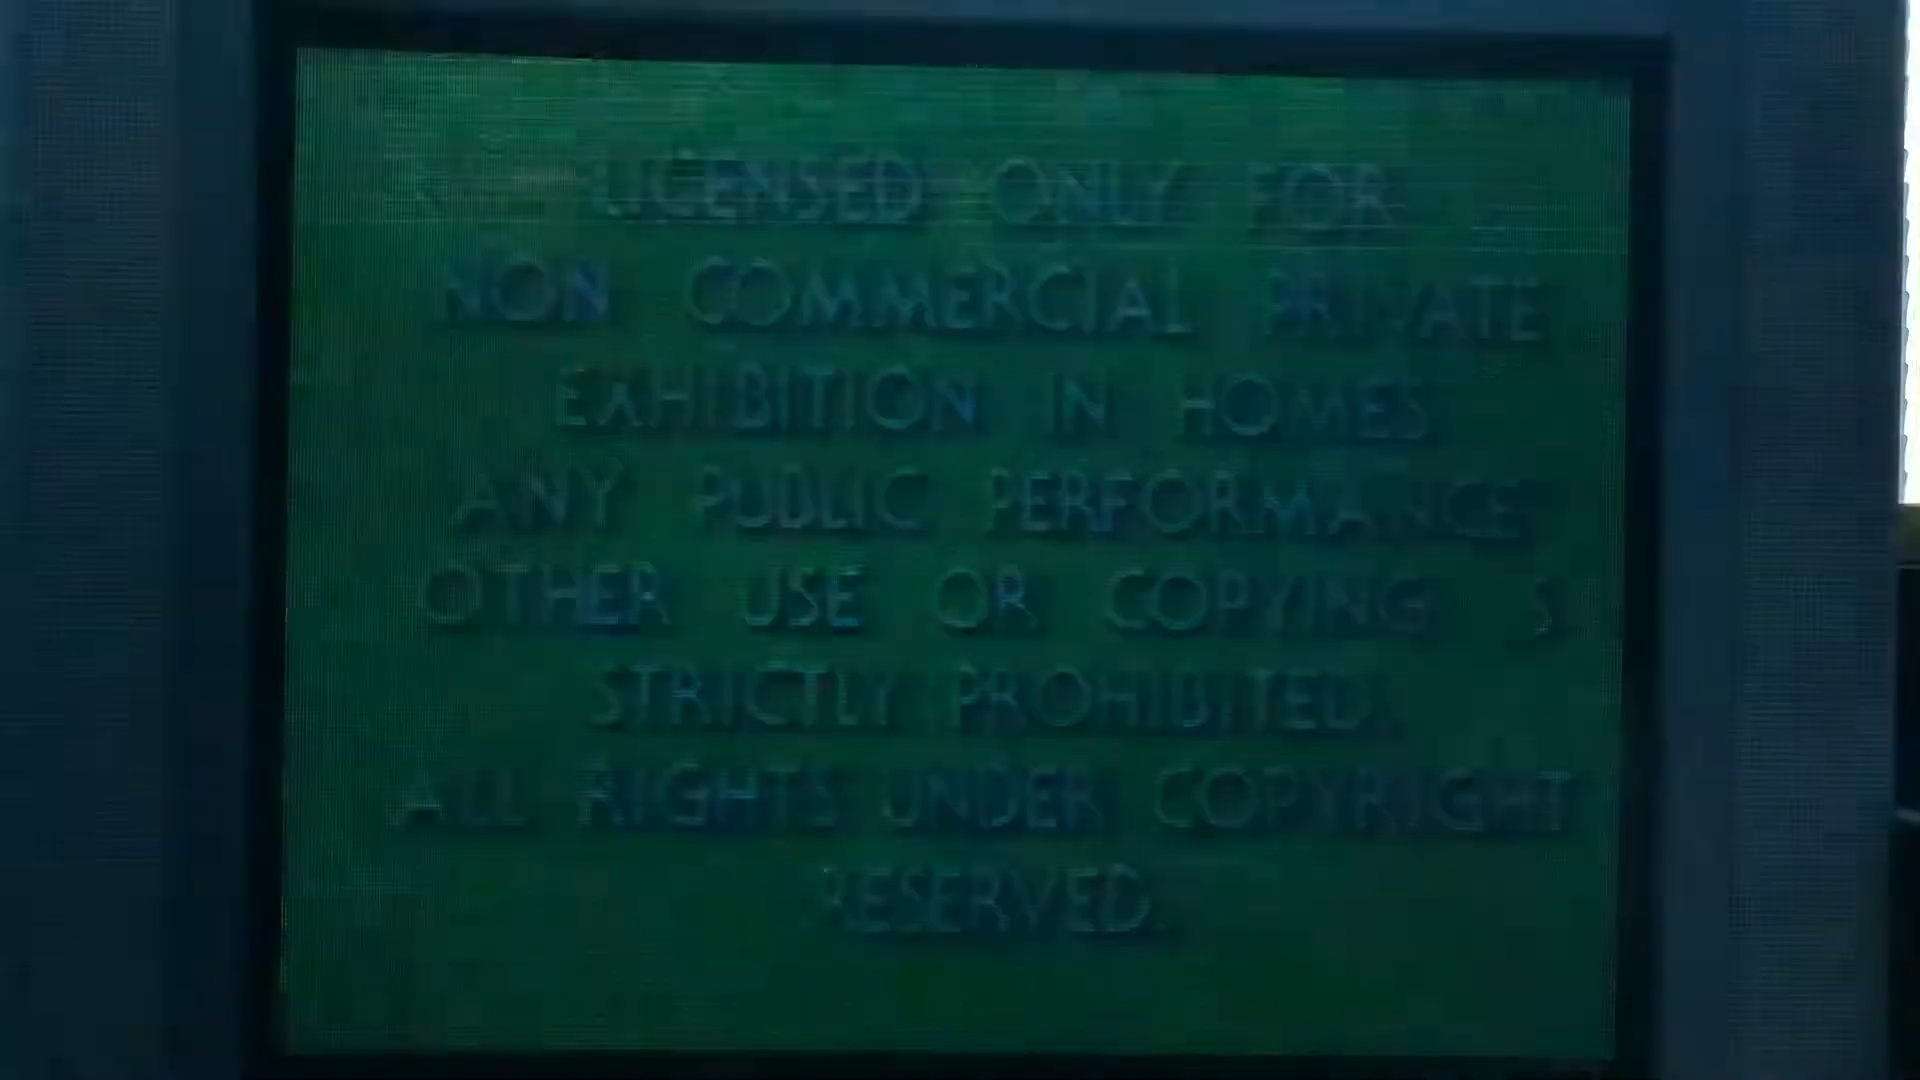 LICENSED ONLY FOR
NON COMMERCIAL PRIVATE
EXHIBITION IN HOMES
ANY PUBLIC PERFORMANCE
OTHER USE OR COPYING IS
STRICTLY PROHIBITED.
ALL RIGHTS UNDER COPYRIGHT
RESERVED.